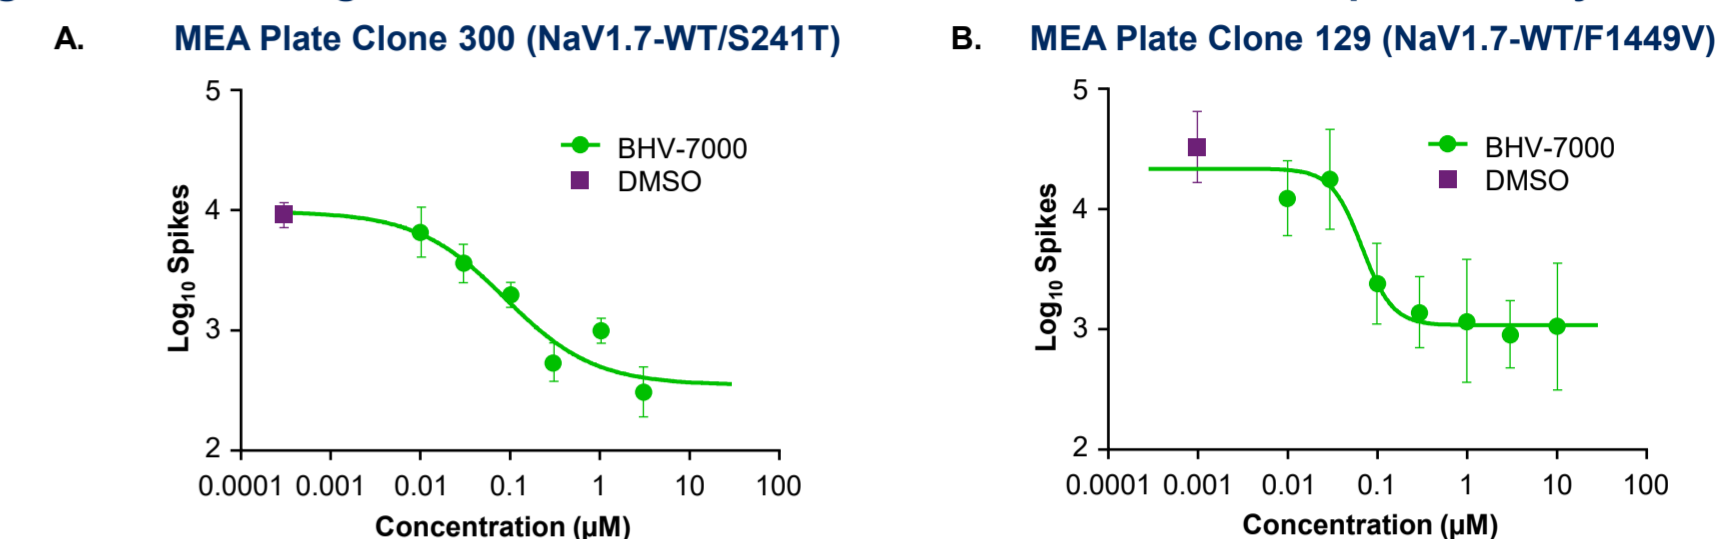 A. MEA Plate Clone 300 (NaV1.7-WT/S241T)
5
4
3
2
Log10 Spikes
BHV-7000
DMSO
0.0001 0.001 0.01 0.1 1 10 100
Concentration (µM)
B. MEA Plate Clone 129 (NaV1.7-WT/F1449V)
5
4
3
2
Log10 Spikes
BHV-7000
DMSO
0.0001 0.001 0.01 0.1 1 10 100
Concentration (µM)